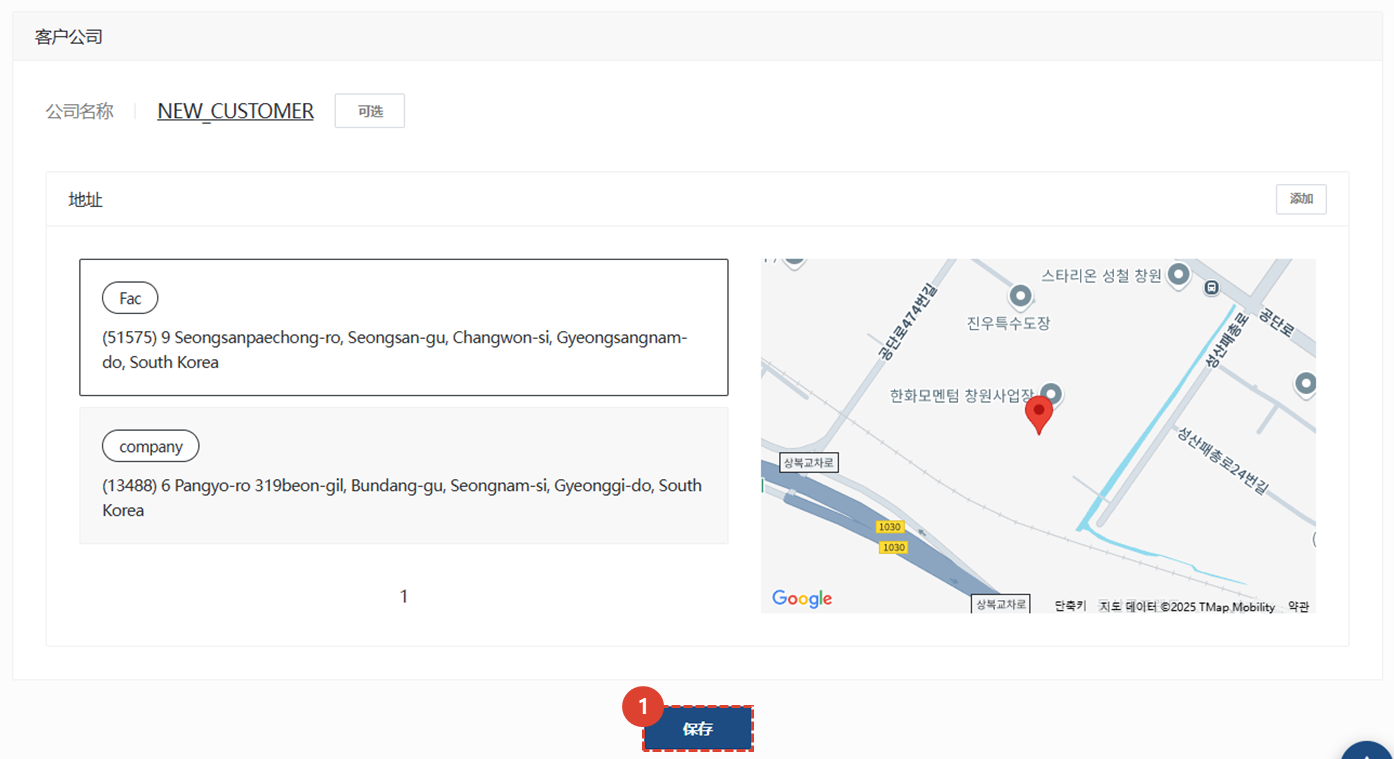 客户公司
公司名称
NEW_CUSTOMER
可选
地址
添加
Fac
(51575) 9 Seongsanpaechong-ro, Seongsan-gu, Changwon-si, Gyeongsangnam-
do, South Korea
company
(13488) 6 Pangyo-ro 319beon-gil, Bundang-gu, Seongnam-si, Gyeonggi-do, South
Korea
1
스타리온 성철 창원
진우특수도장
공단로474번길
성산패총로
공단로
한화모멘텀 창원사업장
성산패총로24번길
상복교차로
1030
1030
상복교차로
Google
단축키
지도 데이터 ©2025 TMap Mobility
약관
1
保存